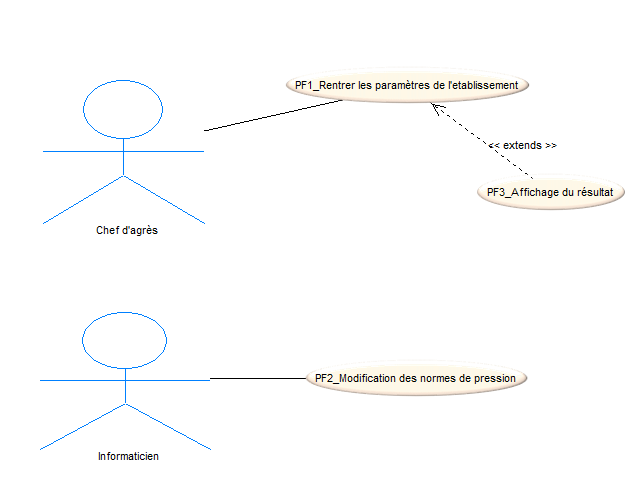 PF1_Rentrer les paramètres de l'etablissement
<< extends >>
PF3_Affichage du résultat
Chef d'agrès
PF2_Modification des normes de pression
Informaticien